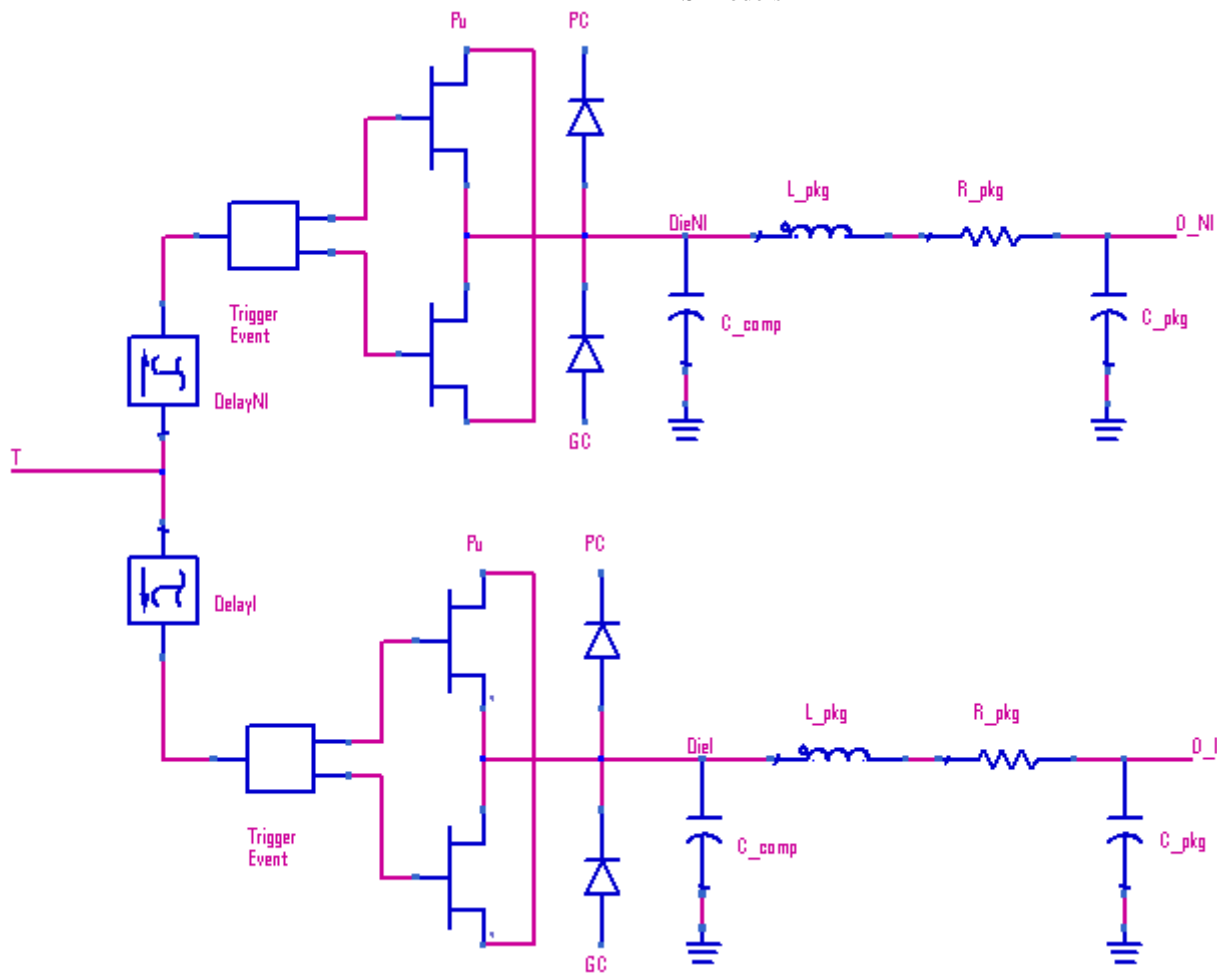 Pu
PC
L_pkg
R_pkg
DieNI
O_NI
Trigger
Event
C_comp
C_pkg
DelayNI
GC
T
Pu
PC
DelayI
L_pkg
R_pkg
DieI
O_I
Trigger
Event
C_comp
C_pkg
GC